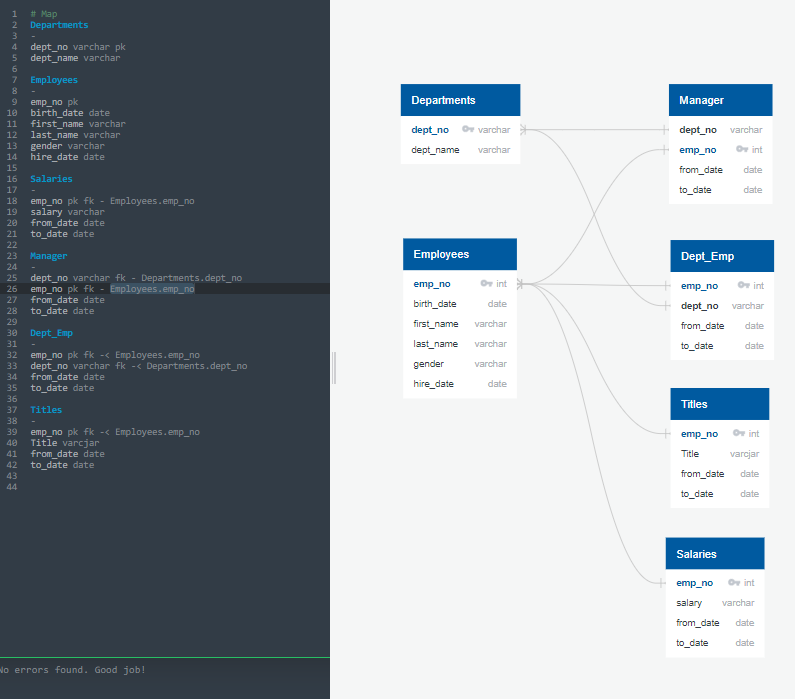 1 # Map
2 Departments
3 -
4 dept_no varchar pk
5 dept_name varchar
6
7 Employees
8 -
9 emp_no pk
10 birth_date date
11 first_name varchar
12 last_name varchar
13 gender varchar
14 hire_date date
15
16 Salaries
17 -
18 emp_no pk fk - Employees.emp_no
19 salary varchar
20 from_date date
21 to_date date
22
23 Manager
24 -
25 dept_no varchar fk - Departments.dept_no
26 emp_no pk fk - Employees.emp_no
27 from_date date
28 to_date date
29
30 Dept_Emp
31 -
32 emp_no pk fk -< Employees.emp_no
33 dept_no varchar fk -< Departments.dept_no
34 from_date date
35 to_date date
36
37 Titles
38 -
39 emp_no pk fk -< Employees.emp_no
40 Title varcjar
41 from_date date
42 to_date date
43
44
No errors found. Good job!
Departments
dept_no varchar
dept_name varchar
Employees
emp_no int
birth_date date
first_name varchar
last_name varchar
gender varchar
hire_date date
Manager
dept_no varchar
emp_no int
from_date date
to_date date
Dept_Emp
emp_no int
dept_no varchar
from_date date
to_date date
Titles
emp_no int
Title varcjar
from_date date
to_date date
Salaries
emp_no int
salary varchar
from_date date
to_date date